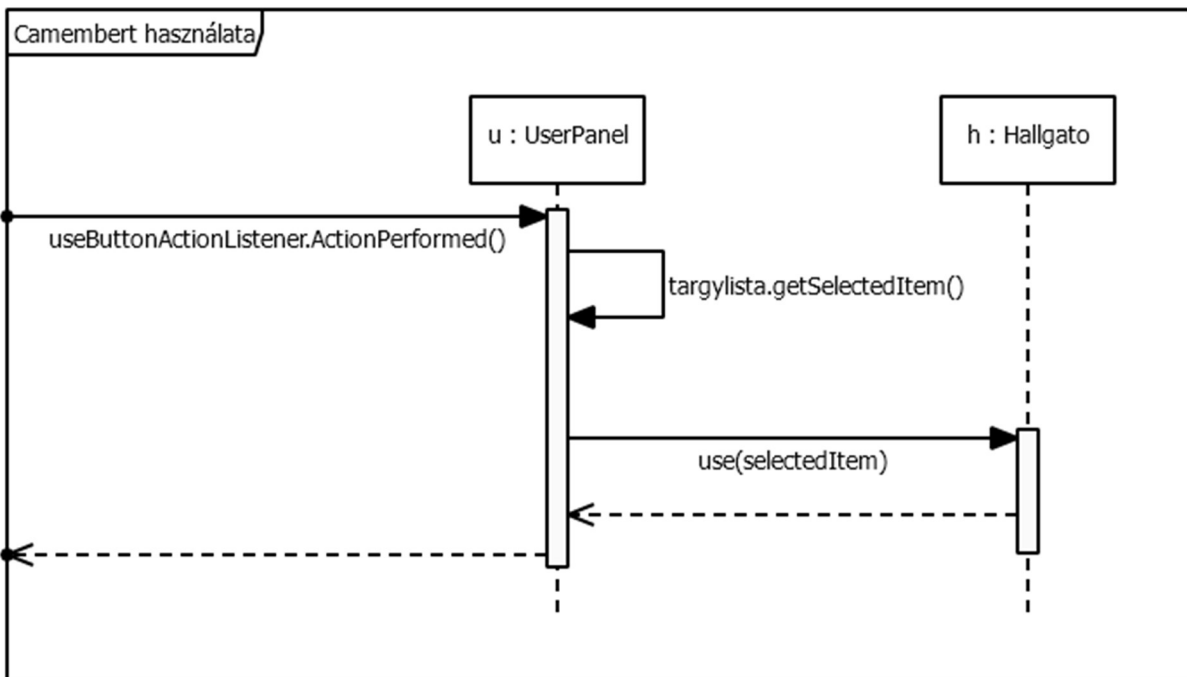 Camembert használata
u : UserPanel
h : Hallgato
useButtonActionListener.ActionPerformed()
targylista.getSelectedItem()
use(selectedItem)